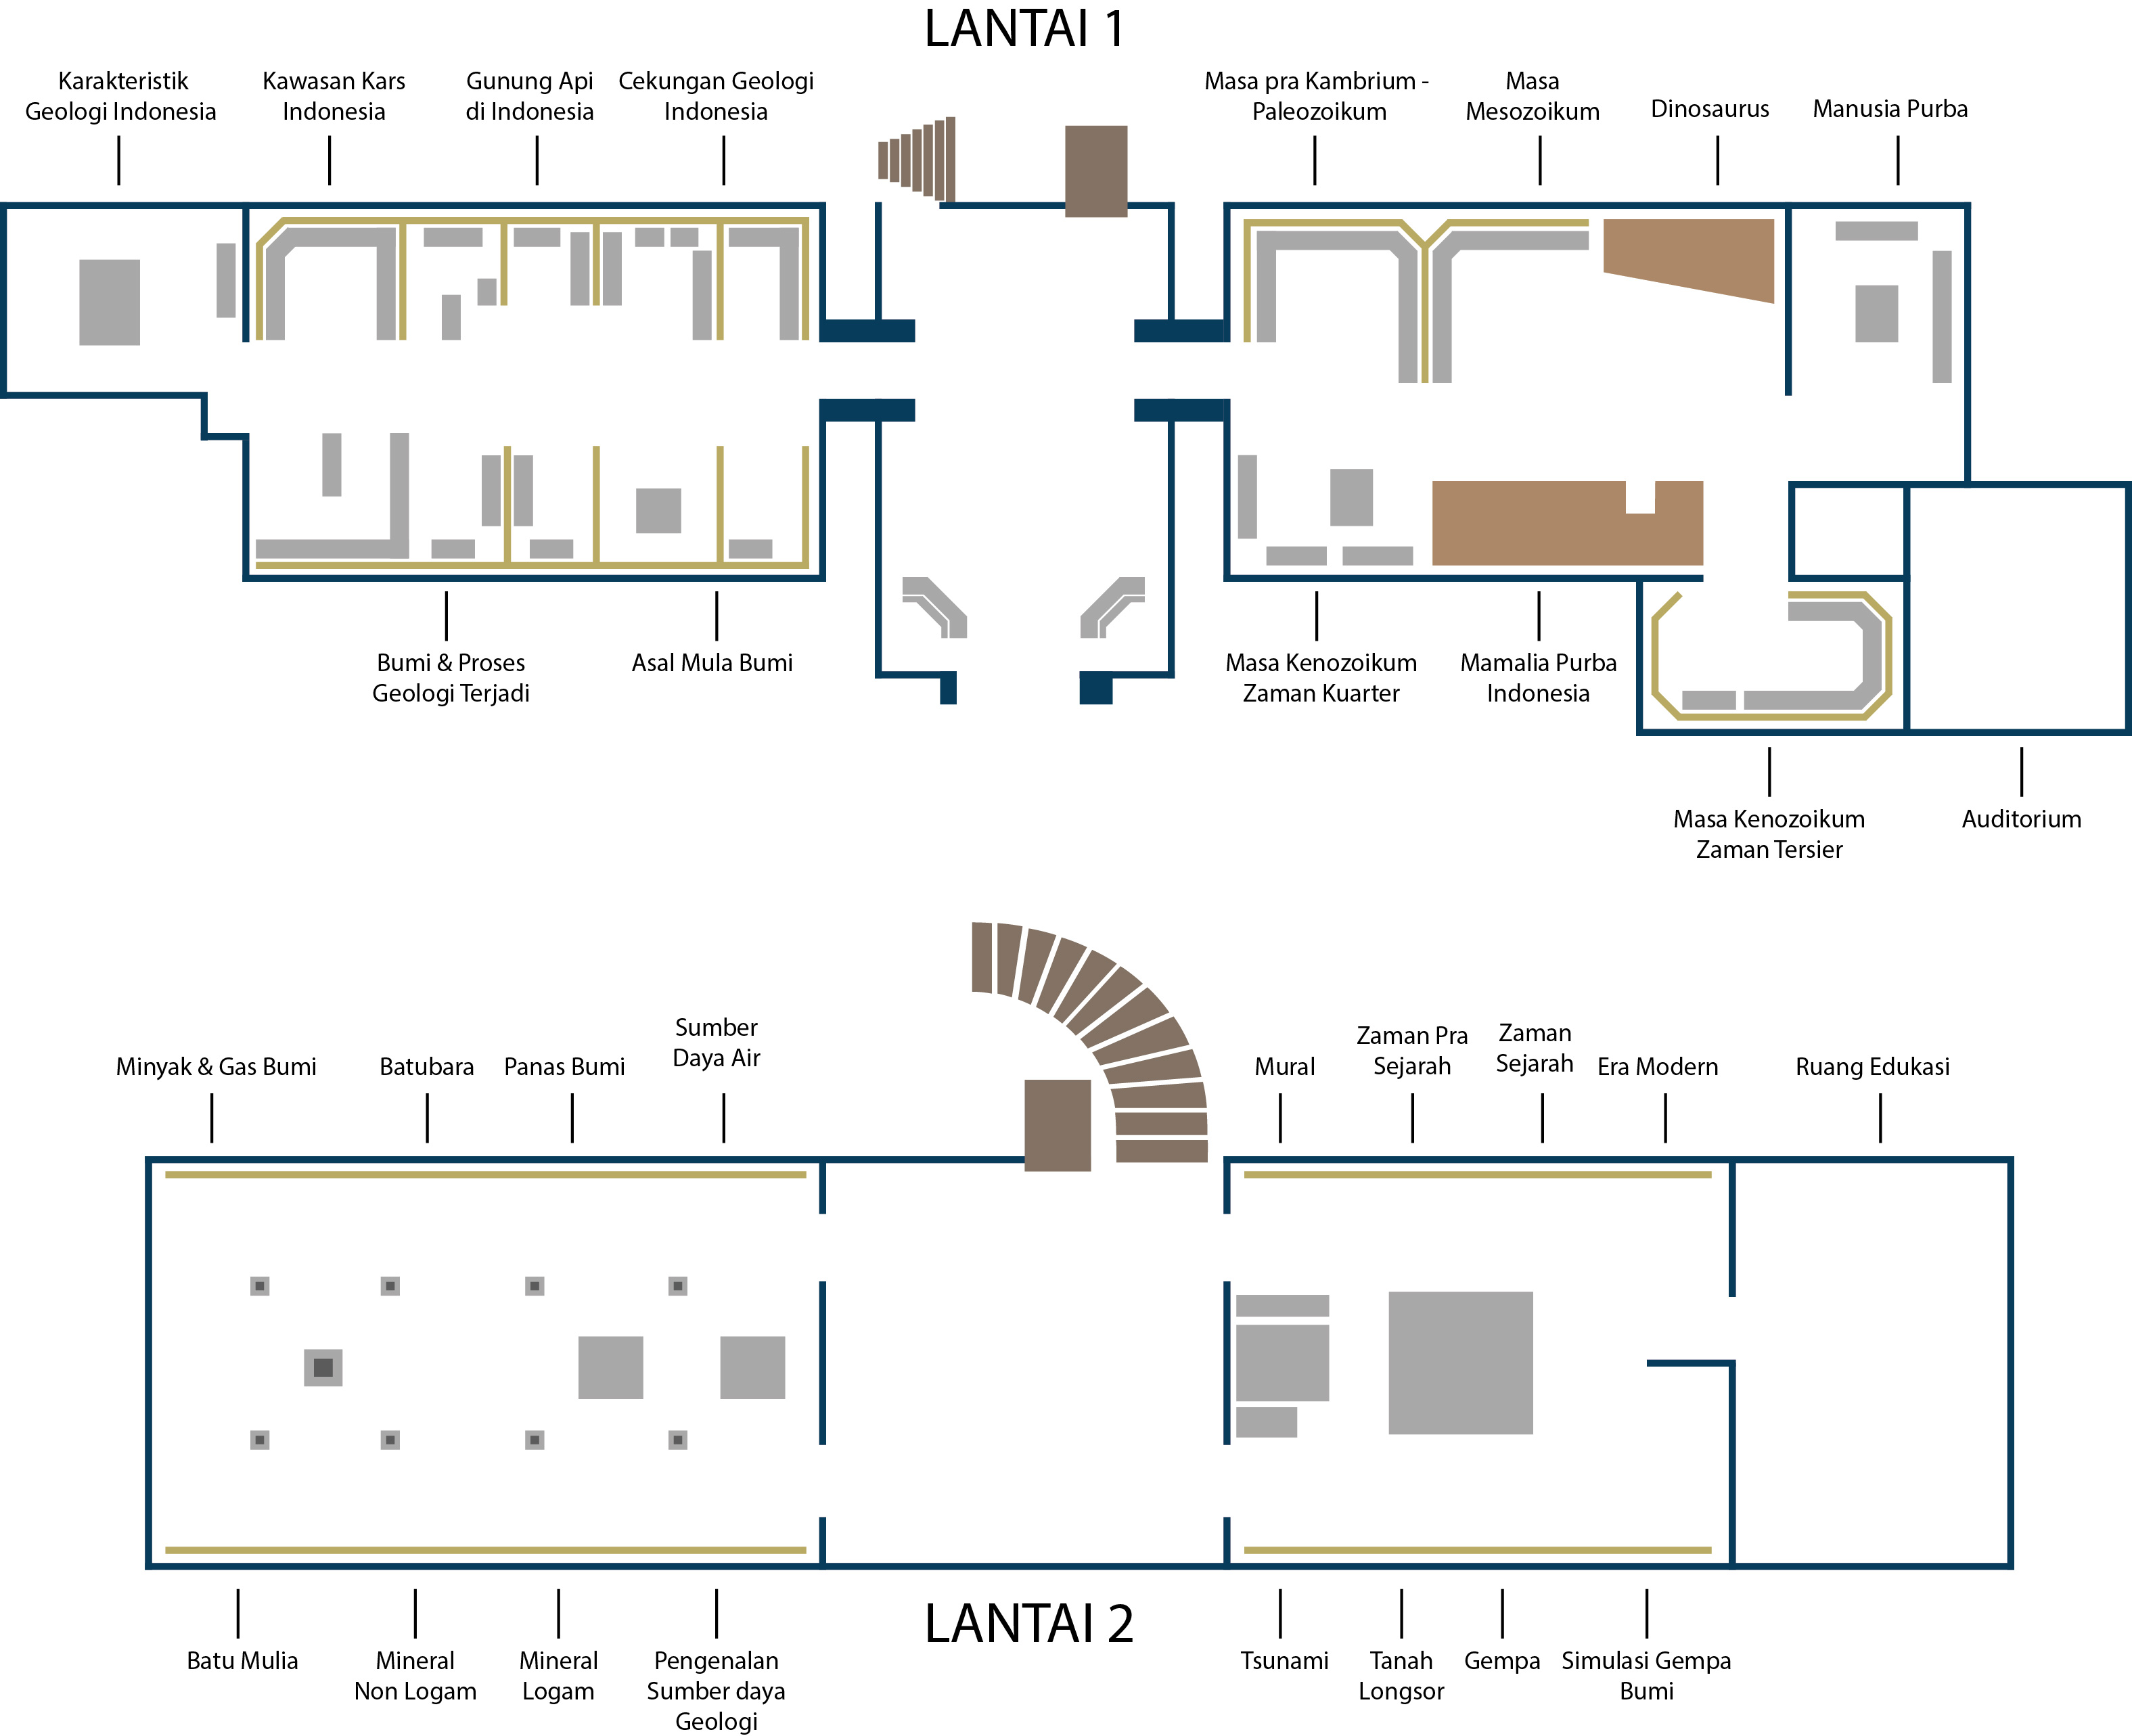 LANTAI 1
Karakteristik
Geologi Indonesia
Kawasan Kars
Indonesia
Gunung Api
di Indonesia
Cekungan Geologi
Indonesia
Masa pra Kambrium -
Paleozoikum
Masa
Mesozoikum
Dinosaurus
Manusia Purba
Bumi & Proses
Geologi Terjadi
Asal Mula Bumi
Masa Kenozoikum
Zaman Kuarter
Mamalia Purba
Indonesia
Masa Kenozoikum
Zaman Tersier
Auditorium
Minyak & Gas Bumi
Batubara
Panas Bumi
Sumber
Daya Air
Mural
Zaman Pra
Sejarah
Zaman
Sejarah
Era Modern
Ruang Edukasi
LANTAI 2
Batu Mulia
Mineral
Non Logam
Mineral
Logam
Pengenalan
Sumber daya
Geologi
Tsunami
Tanah
Longsor
Gempa
Simulasi Gempa
Bumi